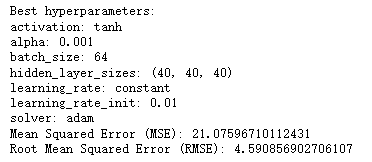 Best hyperparameters:
activation: tanh
alpha: 0.001
batch_size: 64
hidden_layer_sizes: (40, 40, 40)
learning_rate: constant
learning_rate_init: 0.01
solver: adam
Mean Squared Error (MSE): 21.07596710112431
Root Mean Squared Error (RMSE): 4.590856902706107